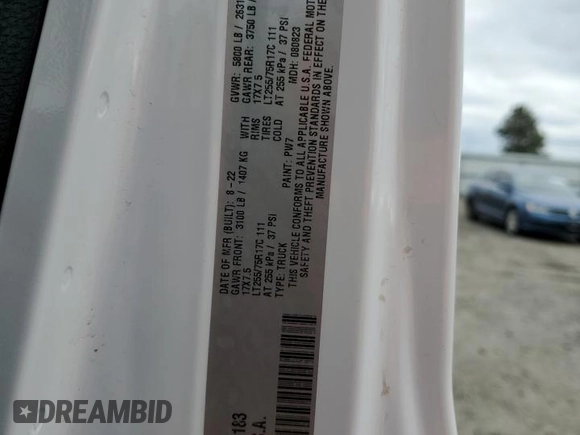 DATE OF MFR (BUILT): 8-22 GVWR: 5800 LB / 2631
GAWR FRONT: 3100 LB / 1407 KG WITH GAWR REAR: 3750 LB /
17X7.5 RIMS 17X7.5
LT255/75R17C 111 TIRES LT255/75R17C 111
AT 255 kPa / 37 PSI COLD AT 255 kPa / 37 PSI
TYPE: TRUCK PAINT: PW7 MDH: 080823
THIS VEHICLE CONFORMS TO ALL APPLICABLE U.S.A. FEDERAL MOTOR
SAFETY AND THEFT PREVENTION STANDARDS IN EFFECT ON THE
MANUFACTURE SHOWN ABOVE.
183
.A.
DREAMBID